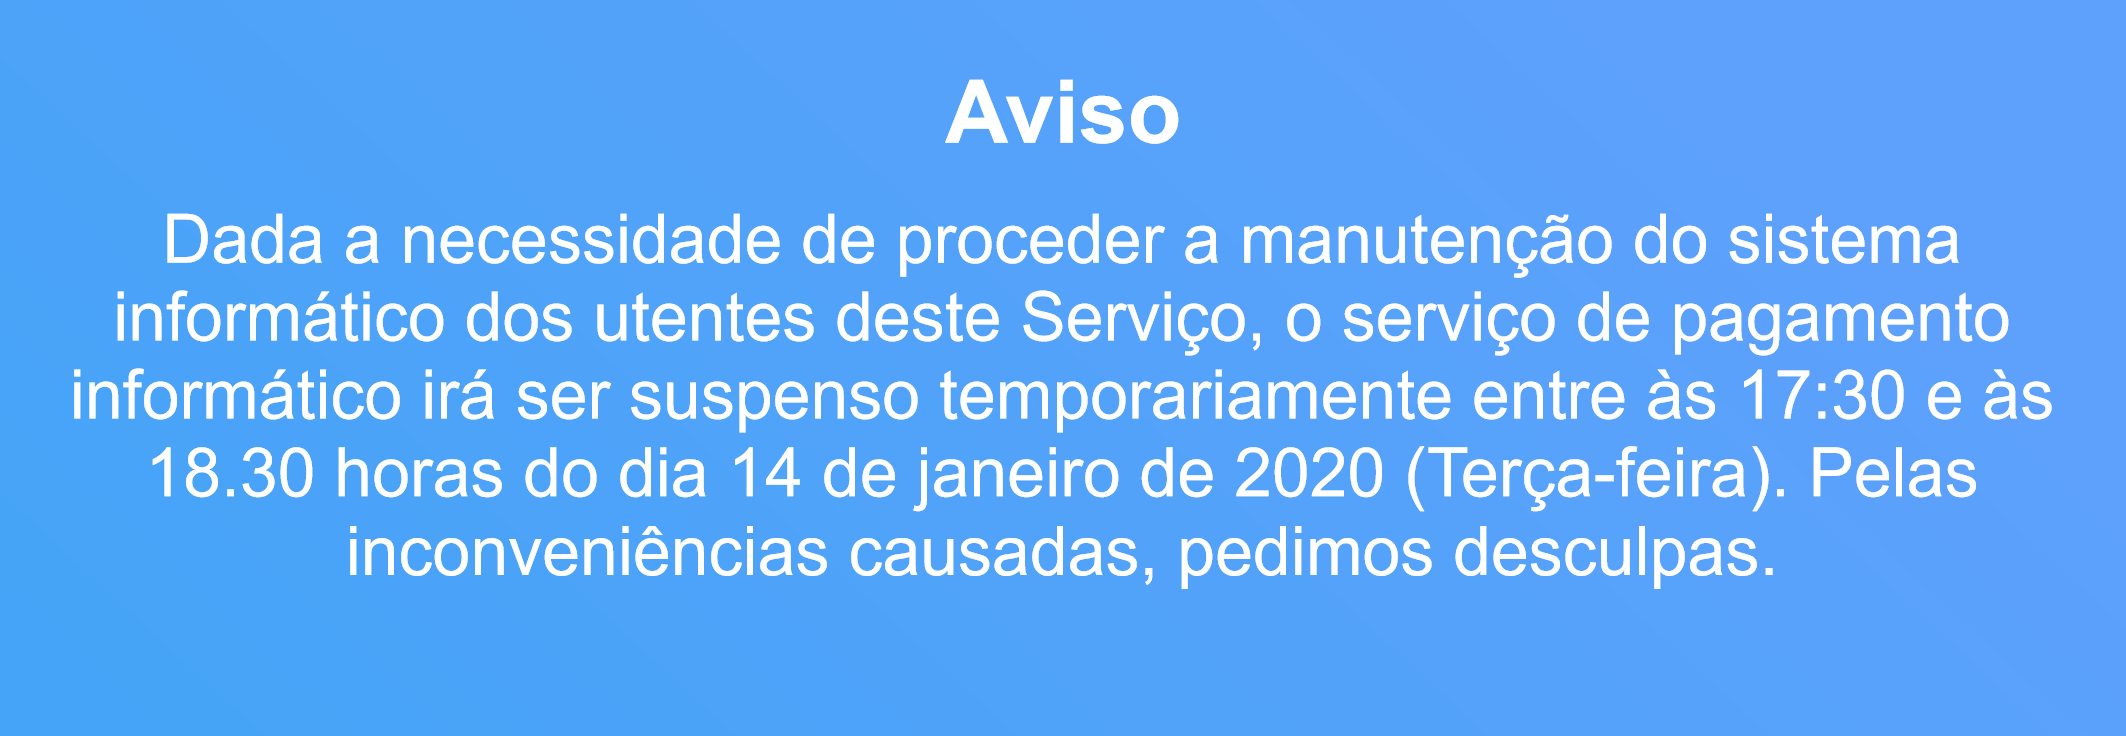 Aviso
Dada a necessidade de proceder a manutenção do sistema
informático dos utentes deste Serviço, o serviço de pagamento
informático irá ser suspenso temporariamente entre às 17:30 e às
18.30 horas do dia 14 de janeiro de 2020 (Terça-feira). Pelas
inconveniências causadas, pedimos desculpas.